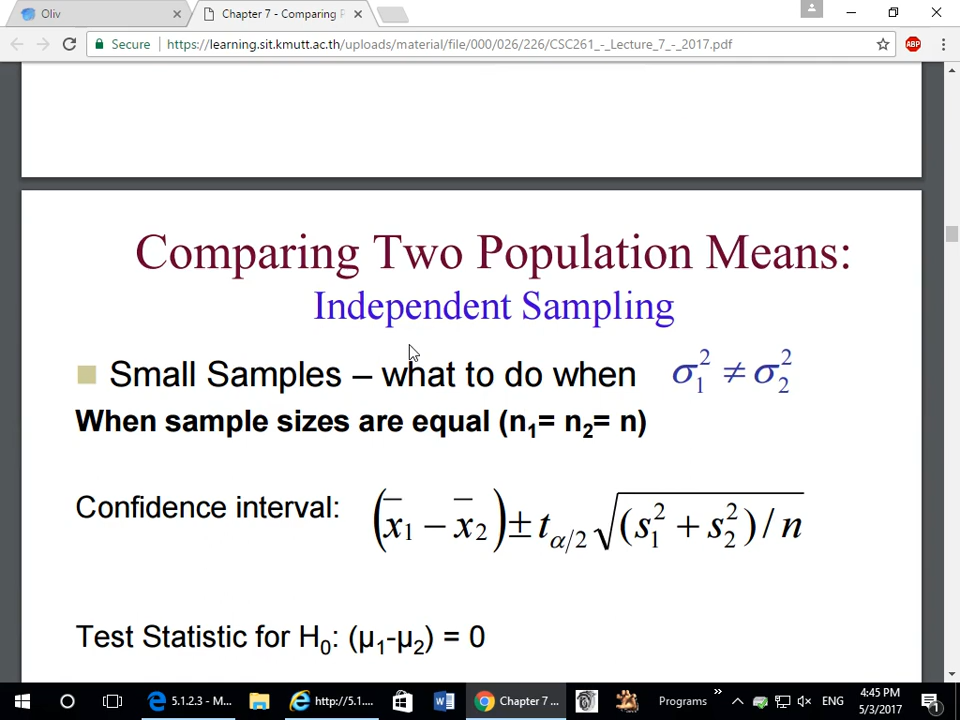 Oliv
Chapter 7 - Comparing P
Secure
https://learning.sit.kmutt.ac.th/uploads/material/file/000/026/226/CSC261_-_Lecture_7_-_2017.pdf
ABP
Comparing Two Population Means:
Independent Sampling
Small Samples – what to do when σ₁² ≠ σ₂²
When sample sizes are equal (n₁= n₂= n)
Confidence interval: (x̅₁ − x̅₂) ± t_α/2 √(s₁² + s₂²) / n
Test Statistic for H₀: (µ₁-µ₂) = 0
5.1.2.3 - M...
http://5.1....
Chapter 7 ...
Programs
ENG
4:45 PM
5/3/2017
1